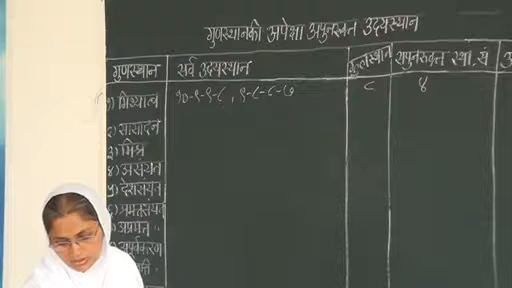 गुणस्थानकी अपेक्षा अपुनरूक्त उदयस्थान
गुणस्थान सर्व उदयस्थान कुलस्थान अपुनरूक्त स्था. सं
१) मिथ्यात्व १०-९-९-८, ९-८-८-७ ८ ४
२) सासादन
३) मिश्र
४) असंयत
५) देशसंयत
६) प्रमत्तसंयत
७) अप्रमत्त "
अपूर्वकरण